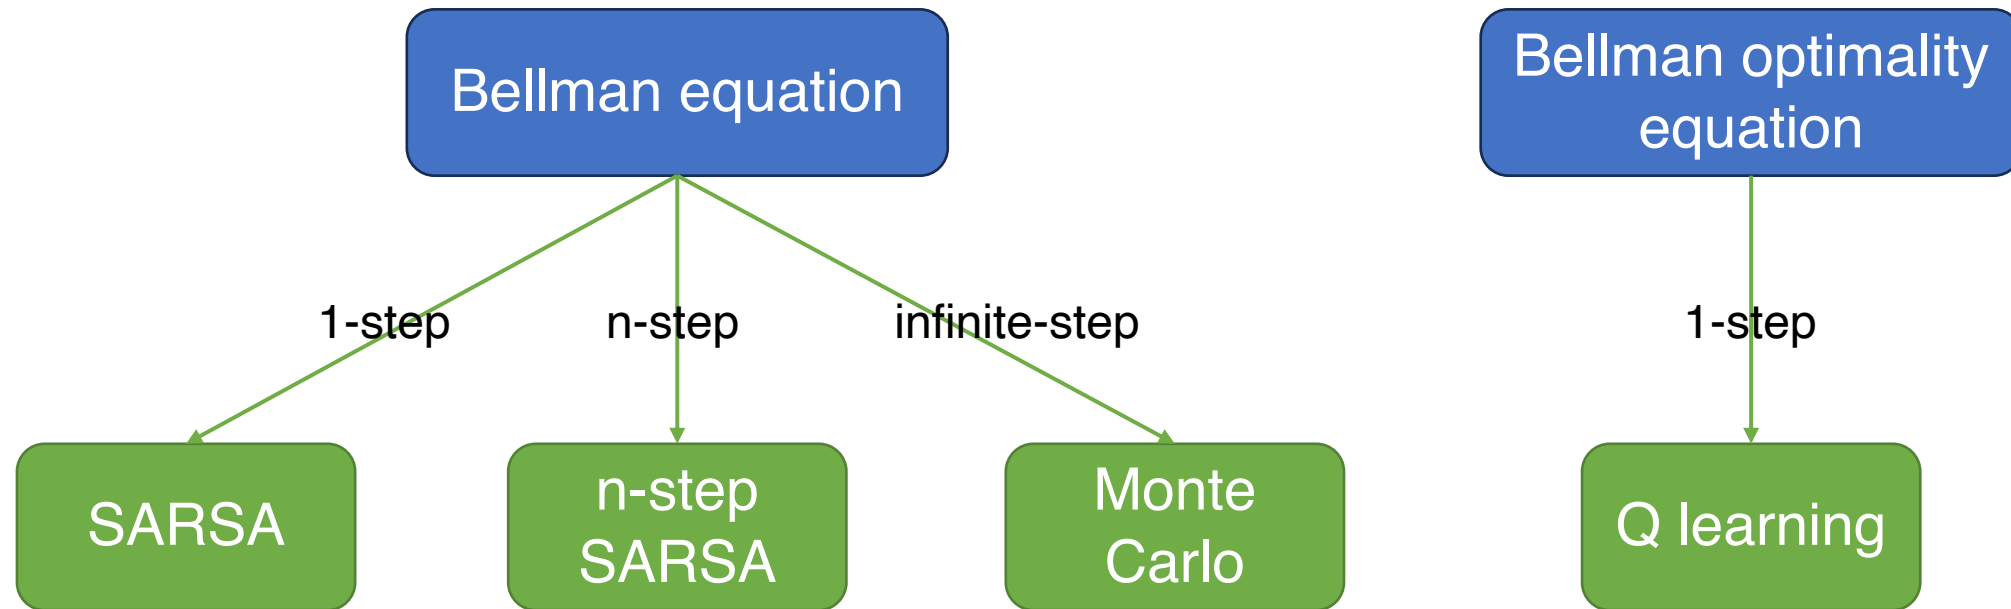 Bellman equation
Bellman optimality
equation
1-step
n-step
infinite-step
1-step
SARSA
n-step
SARSA
Monte
Carlo
Q learning